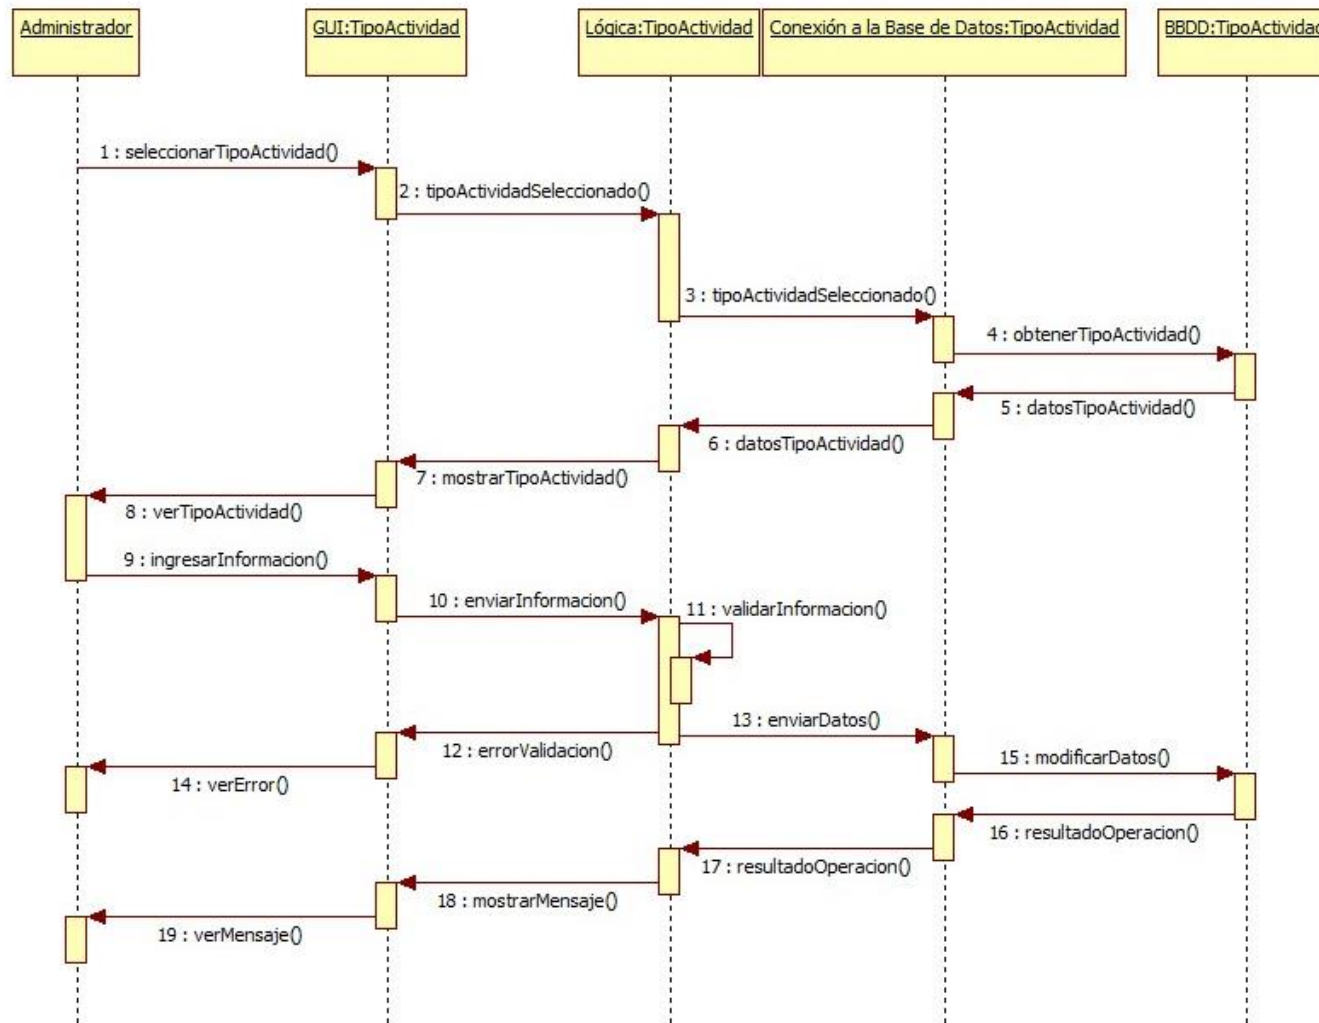 Administrador
GUI:TipoActividad
Lógica:TipoActividad
Conexión a la Base de Datos:TipoActividad
BBDD:TipoActividad
1 : seleccionarTipoActividad()
2 : tipoActividadSeleccionado()
3 : tipoActividadSeleccionado()
4 : obtenerTipoActividad()
5 : datosTipoActividad()
6 : datosTipoActividad()
7 : mostrarTipoActividad()
8 : verTipoActividad()
9 : ingresarInformacion()
10 : enviarInformacion()
11 : validarInformacion()
12 : errorValidacion()
13 : enviarDatos()
14 : verError()
15 : modificarDatos()
16 : resultadoOperacion()
17 : resultadoOperacion()
18 : mostrarMensaje()
19 : verMensaje()